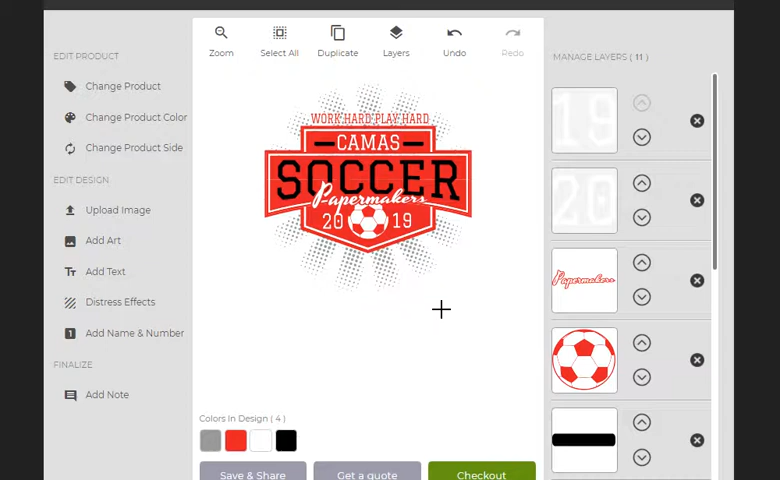 Zoom
Select All
Duplicate
Layers
Undo
Redo
EDIT PRODUCT
Change Product
Change Product Color
Change Product Side
EDIT DESIGN
Upload Image
Add Art
Add Text
Distress Effects
Add Name & Number
FINALIZE
Add Note
WORK HARD PLAY HARD
CAMAS
SOCCER
Papermakers
20 19
Colors In Design ( 4 )
Save & Share
Get a quote
Checkout
MANAGE LAYERS ( 11 )
19
20
Papermakers